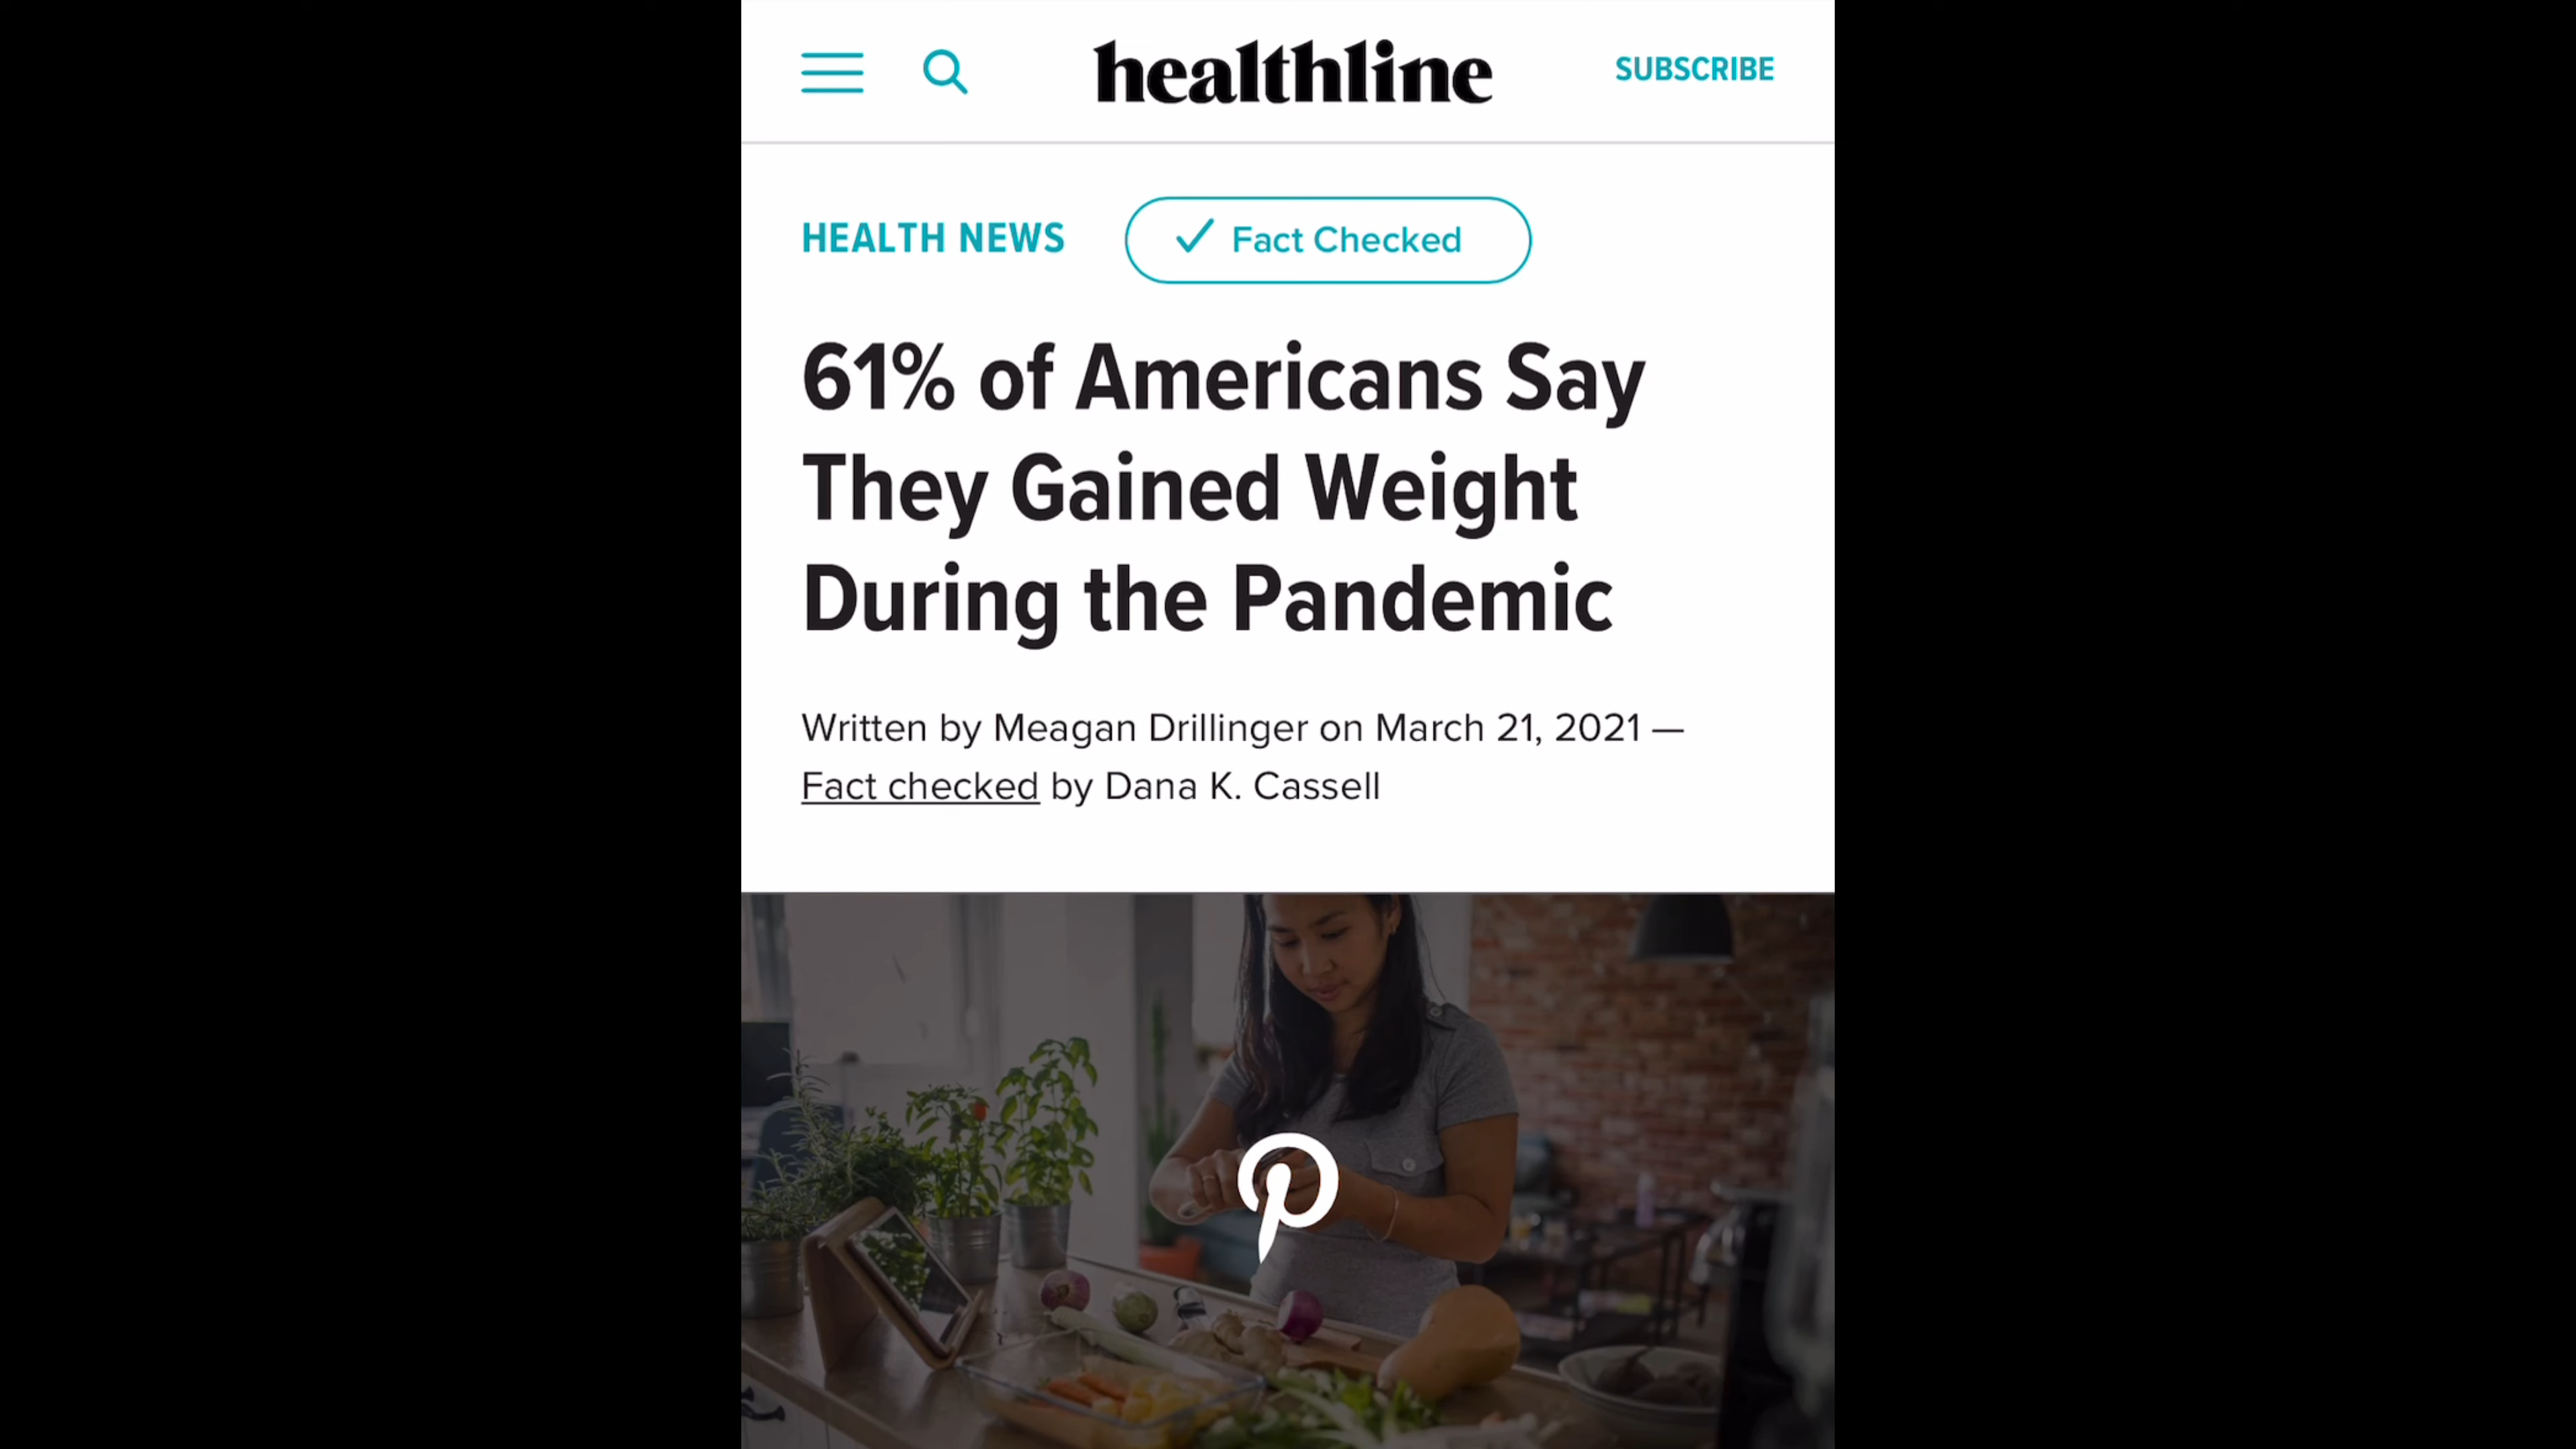 healthline
SUBSCRIBE
HEALTH NEWS
Fact Checked
61% of Americans Say
They Gained Weight
During the Pandemic
Written by Meagan Drillinger on March 21, 2021 —
Fact checked by Dana K. Cassell